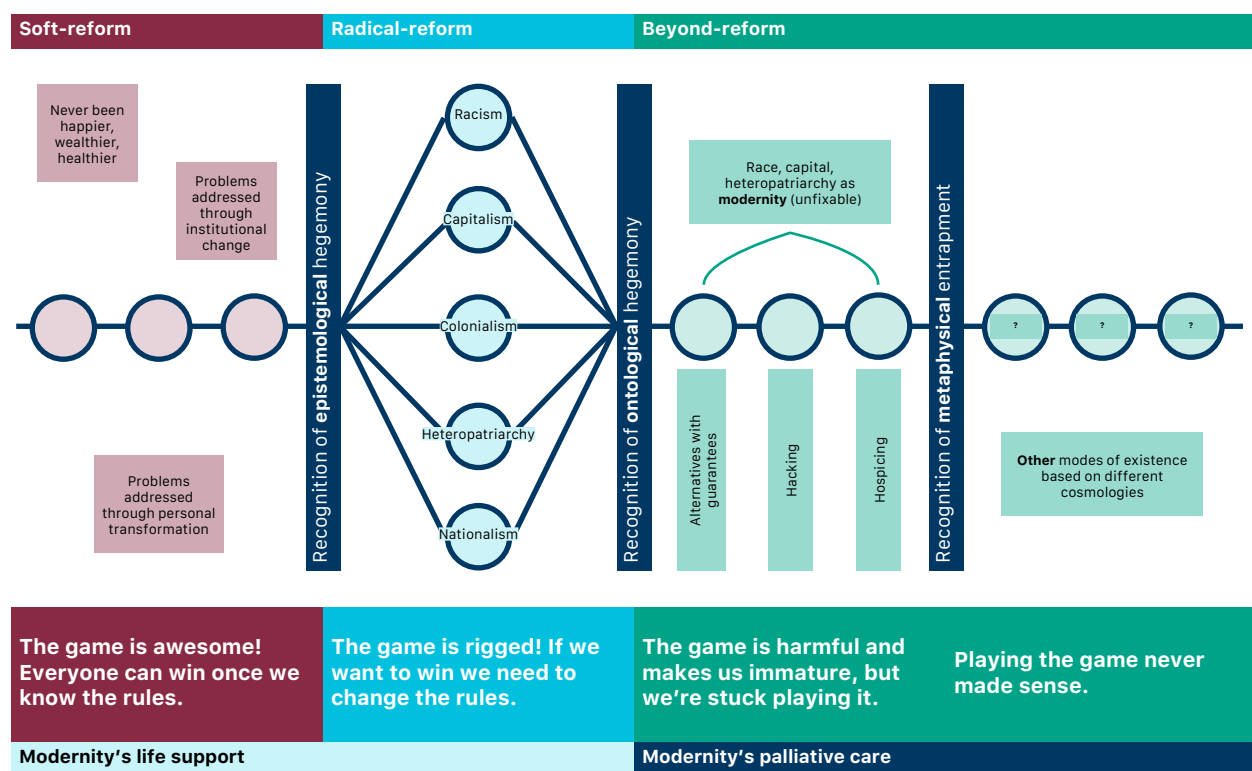 Soft-reform
Radical-reform
Beyond-reform
Never been
happier,
wealthier,
healthier
Problems
addressed
through
institutional
change
Problems
addressed
through personal
transformation
Recognition of epistemological hegemony
Racism
Capitalism
Colonialism
Heteropatriarchy
Nationalism
Recognition of ontological hegemony
Race, capital,
heteropatriarchy as
modernity (unfixable)
Alternatives with
guarantees
Hacking
Hospicing
Recognition of metaphysical entrapment
?
?
?
Other modes of existence
based on different
cosmologies
The game is awesome!
Everyone can win once we
know the rules.
The game is rigged! If we
want to win we need to
change the rules.
The game is harmful and
makes us immature, but
we’re stuck playing it.
Playing the game never
made sense.
Modernity’s life support
Modernity’s palliative care